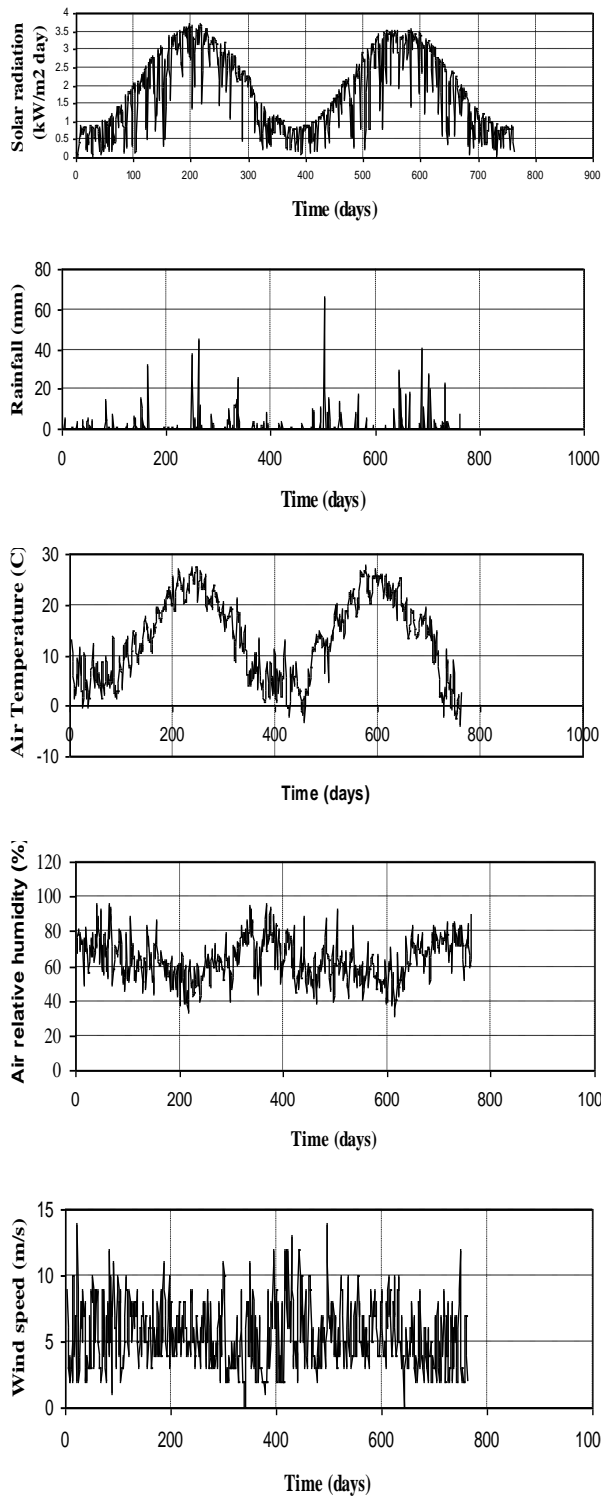 Solar radiation
(kW/m2 day)
4
3.5
3
2.5
2
1.5
1
0.5
0
0 100 200 300 400 500 600 700 800 900
Time (days)
Rainfall (mm)
80
60
40
20
0
0 200 400 600 800 1000
Time (days)
Air Temperature (C)
30
20
10
0
-10
0 200 400 600 800 1000
Time (days)
Air relative humidity (%)
120
100
80
60
40
20
0
0 200 400 600 800 100
Time (days)
Wind speed (m/s)
15
10
5
0
0 200 400 600 800 100
Time (days)